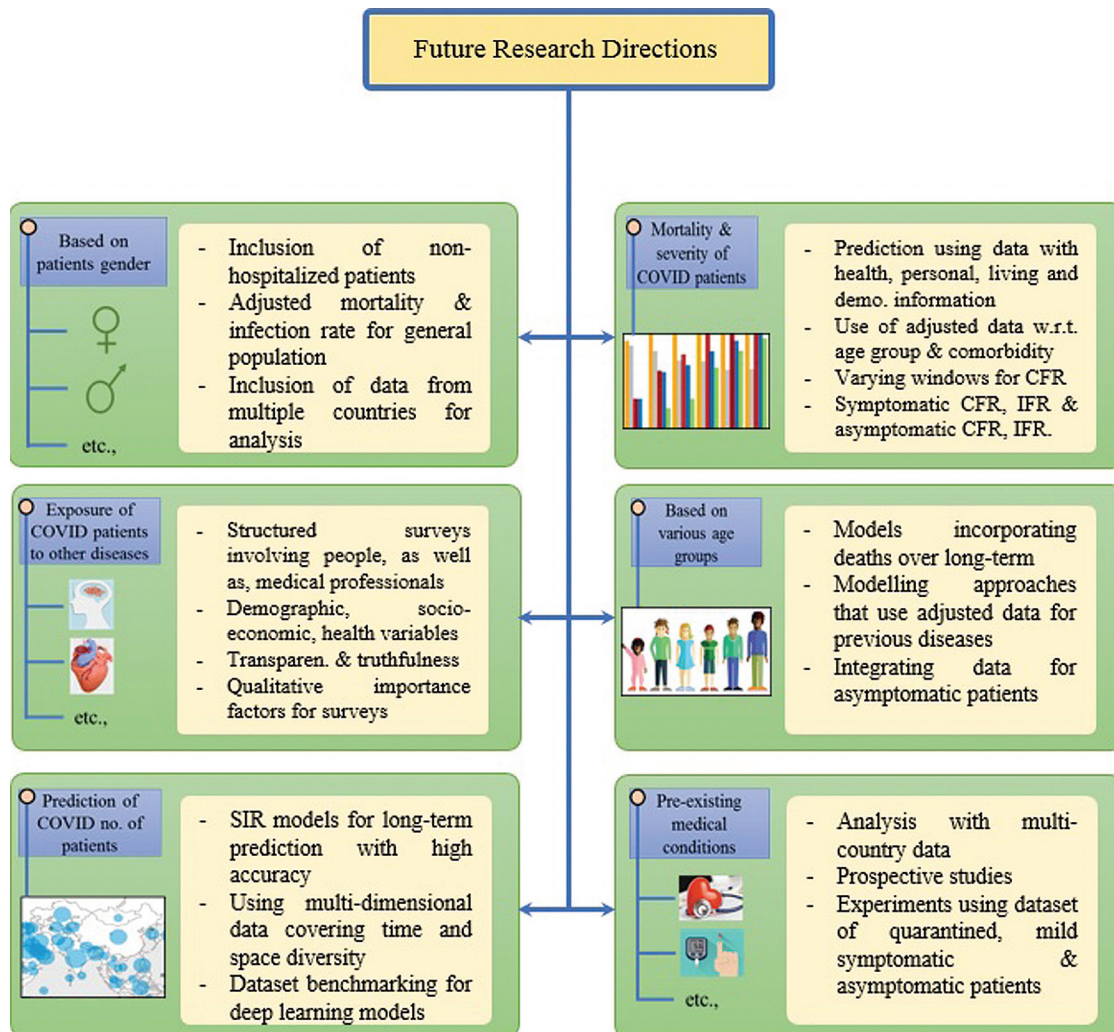 Future Research Directions
Based on
patients gender
etc.,
- Inclusion of non-
hospitalized patients
- Adjusted mortality &
infection rate for general
population
- Inclusion of data from
multiple countries for
analysis
Mortality &
severity of
COVID patients
- Prediction using data with
health, personal, living and
demo. information
- Use of adjusted data w.r.t.
age group & comorbidity
- Varying windows for CFR
- Symptomatic CFR, IFR &
asymptomatic CFR, IFR.
Exposure of
COVID patients
to other diseases
etc.,
- Structured surveys
involving people, as well
as, medical professionals
- Demographic, socio-
economic, health variables
- Transparen. & truthfulness
- Qualitative importance
factors for surveys
Based on
various age
groups
- Models incorporating
deaths over long-term
- Modelling approaches
that use adjusted data for
previous diseases
- Integrating data for
asymptomatic patients
Prediction of
COVID no. of
patients
- SIR models for long-term
prediction with high
accuracy
- Using multi-dimensional
data covering time and
space diversity
- Dataset benchmarking for
deep learning models
Pre-existing
medical
conditions
etc.,
- Analysis with multi-
country data
- Prospective studies
- Experiments using dataset
of quarantined, mild
symptomatic &
asymptomatic patients